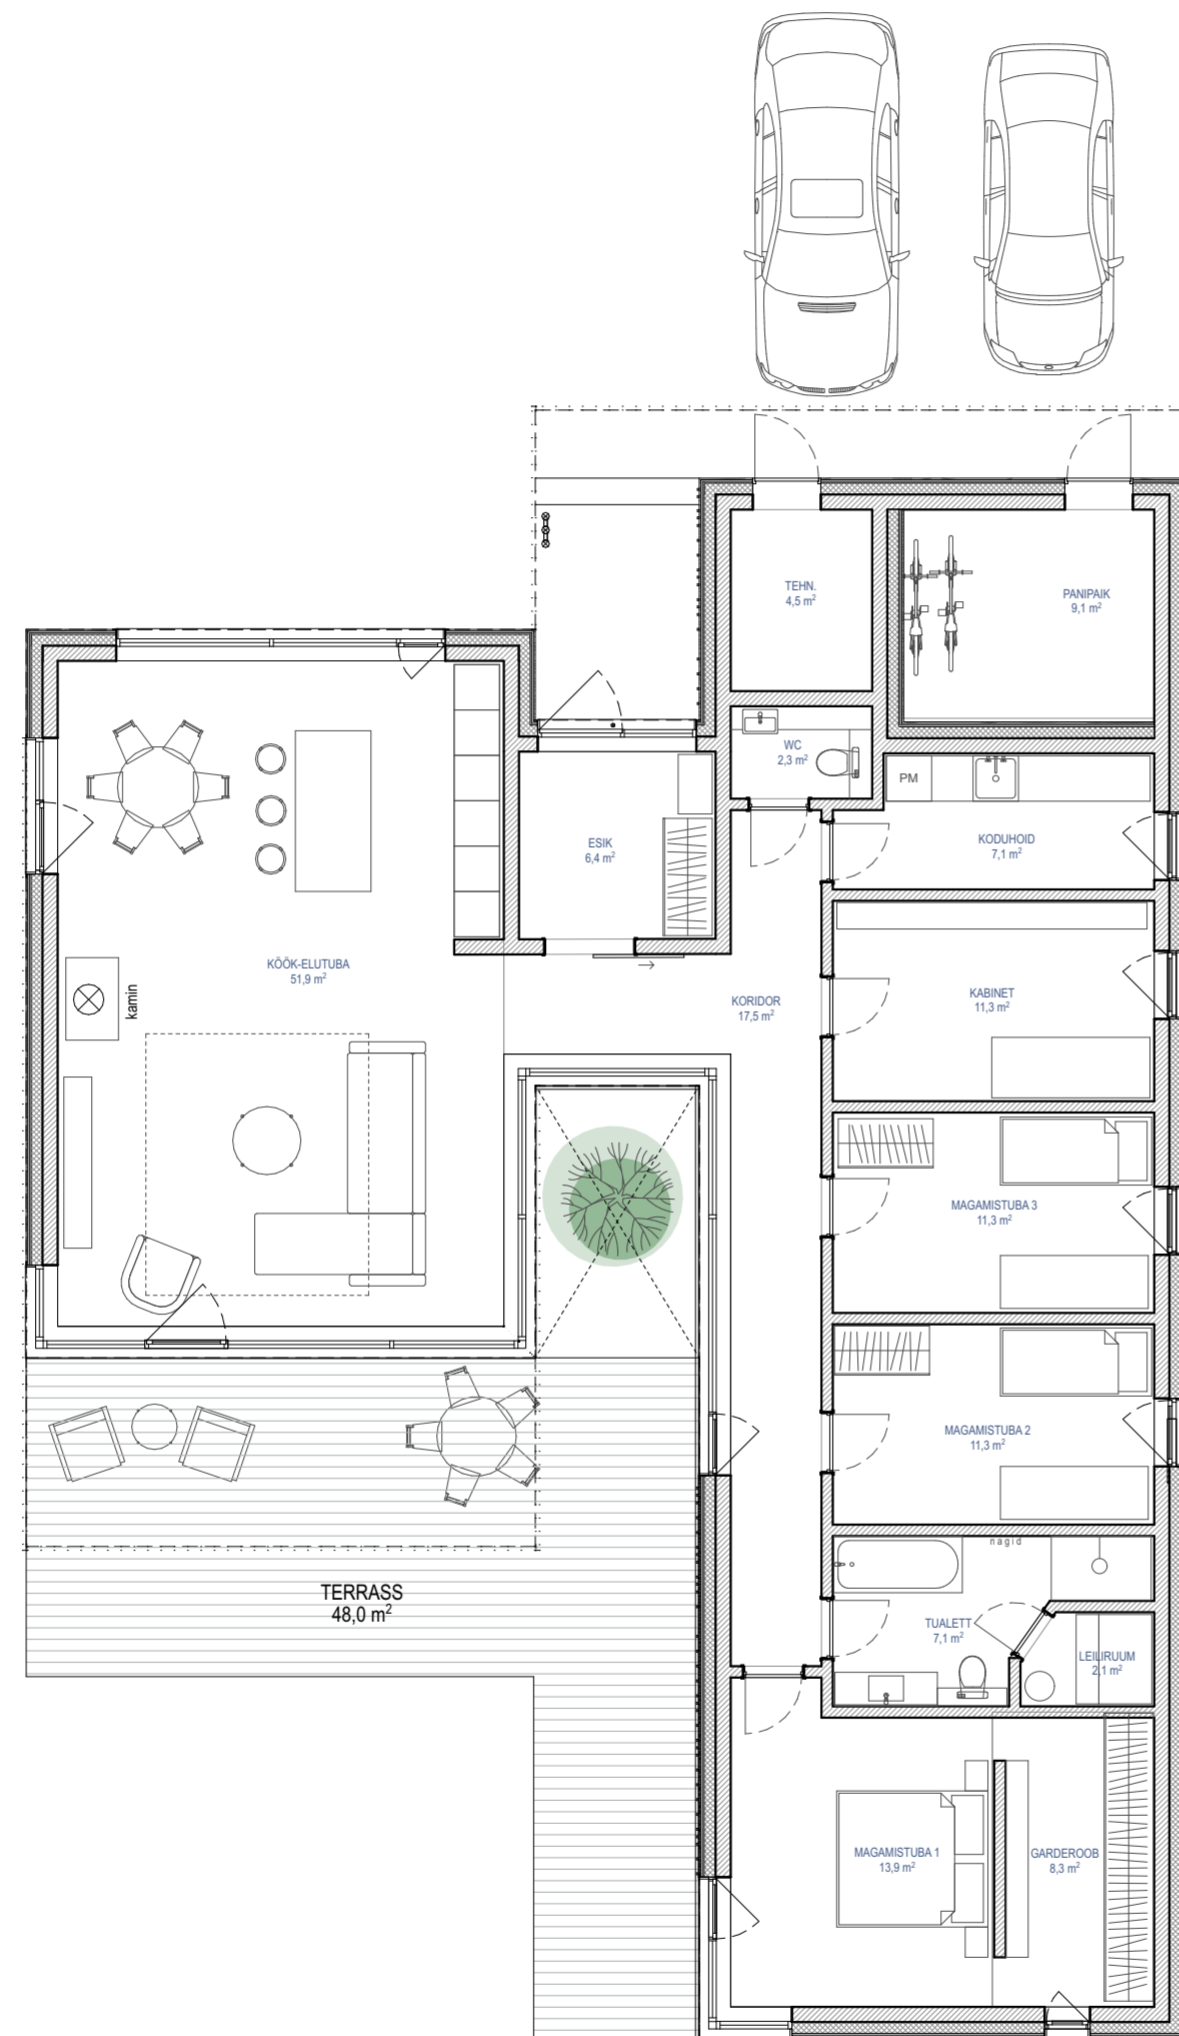 TEHN.
4,5 m²
PANIPAIK
9,1 m²
WC
2,3 m²
PM
KODUHOID
7,1 m²
ESIK
6,4 m²
KÖÖK-ELUTUBA
51,9 m²
kamin
KORIDOR
17,5 m²
KABINET
11,3 m²
MAGAMISTUBA 3
11,3 m²
MAGAMISTUBA 2
11,3 m²
nagid
TERRASS
48,0 m²
TUALETT
7,1 m²
LEILIRUUM
2,1 m²
MAGAMISTUBA 1
13,9 m²
GARDEROOB
8,3 m²